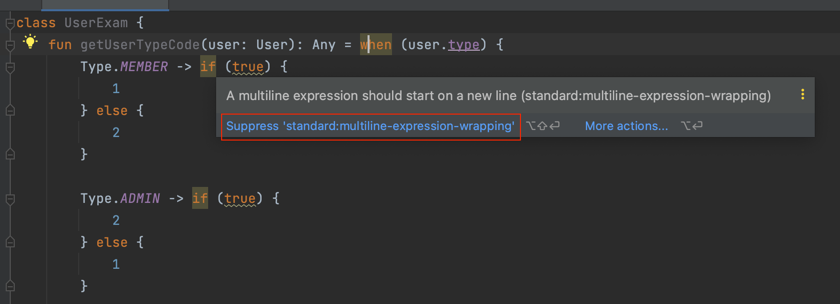 class UserExam {
fun getUserTypeCode(user: User): Any = when (user.type) {
Type.MEMBER -> if (true) {
1
A multiline expression should start on a new line (standard:multiline-expression-wrapping)
} else {
Suppress 'standard:multiline-expression-wrapping' ⌥⇧⏎ More actions... ⌥⏎
2
}
Type.ADMIN -> if (true) {
2
} else {
1
}